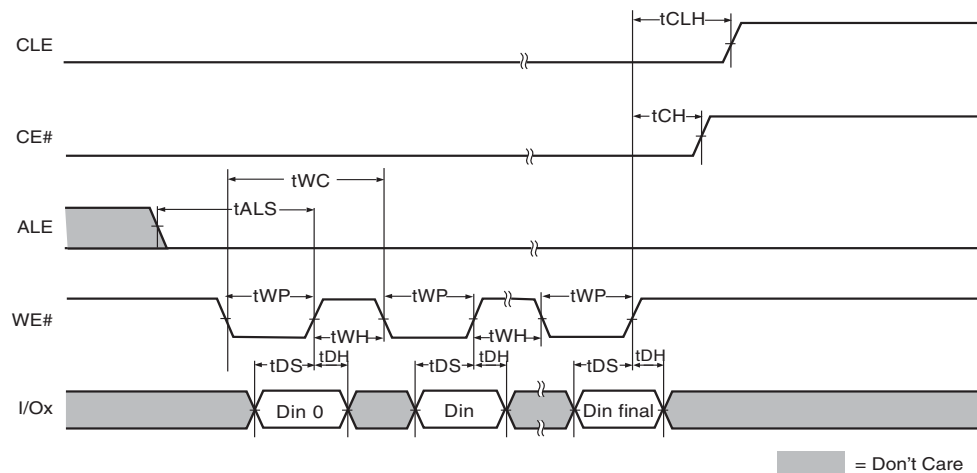 tCLH
CLE
tCH
CE#
tWC
tALS
ALE
tWP tWP tWP
WE#
tWH tWH
tDS tDH tDS tDH tDS tDH
I/Ox Din 0 Din Din final
= Don't Care